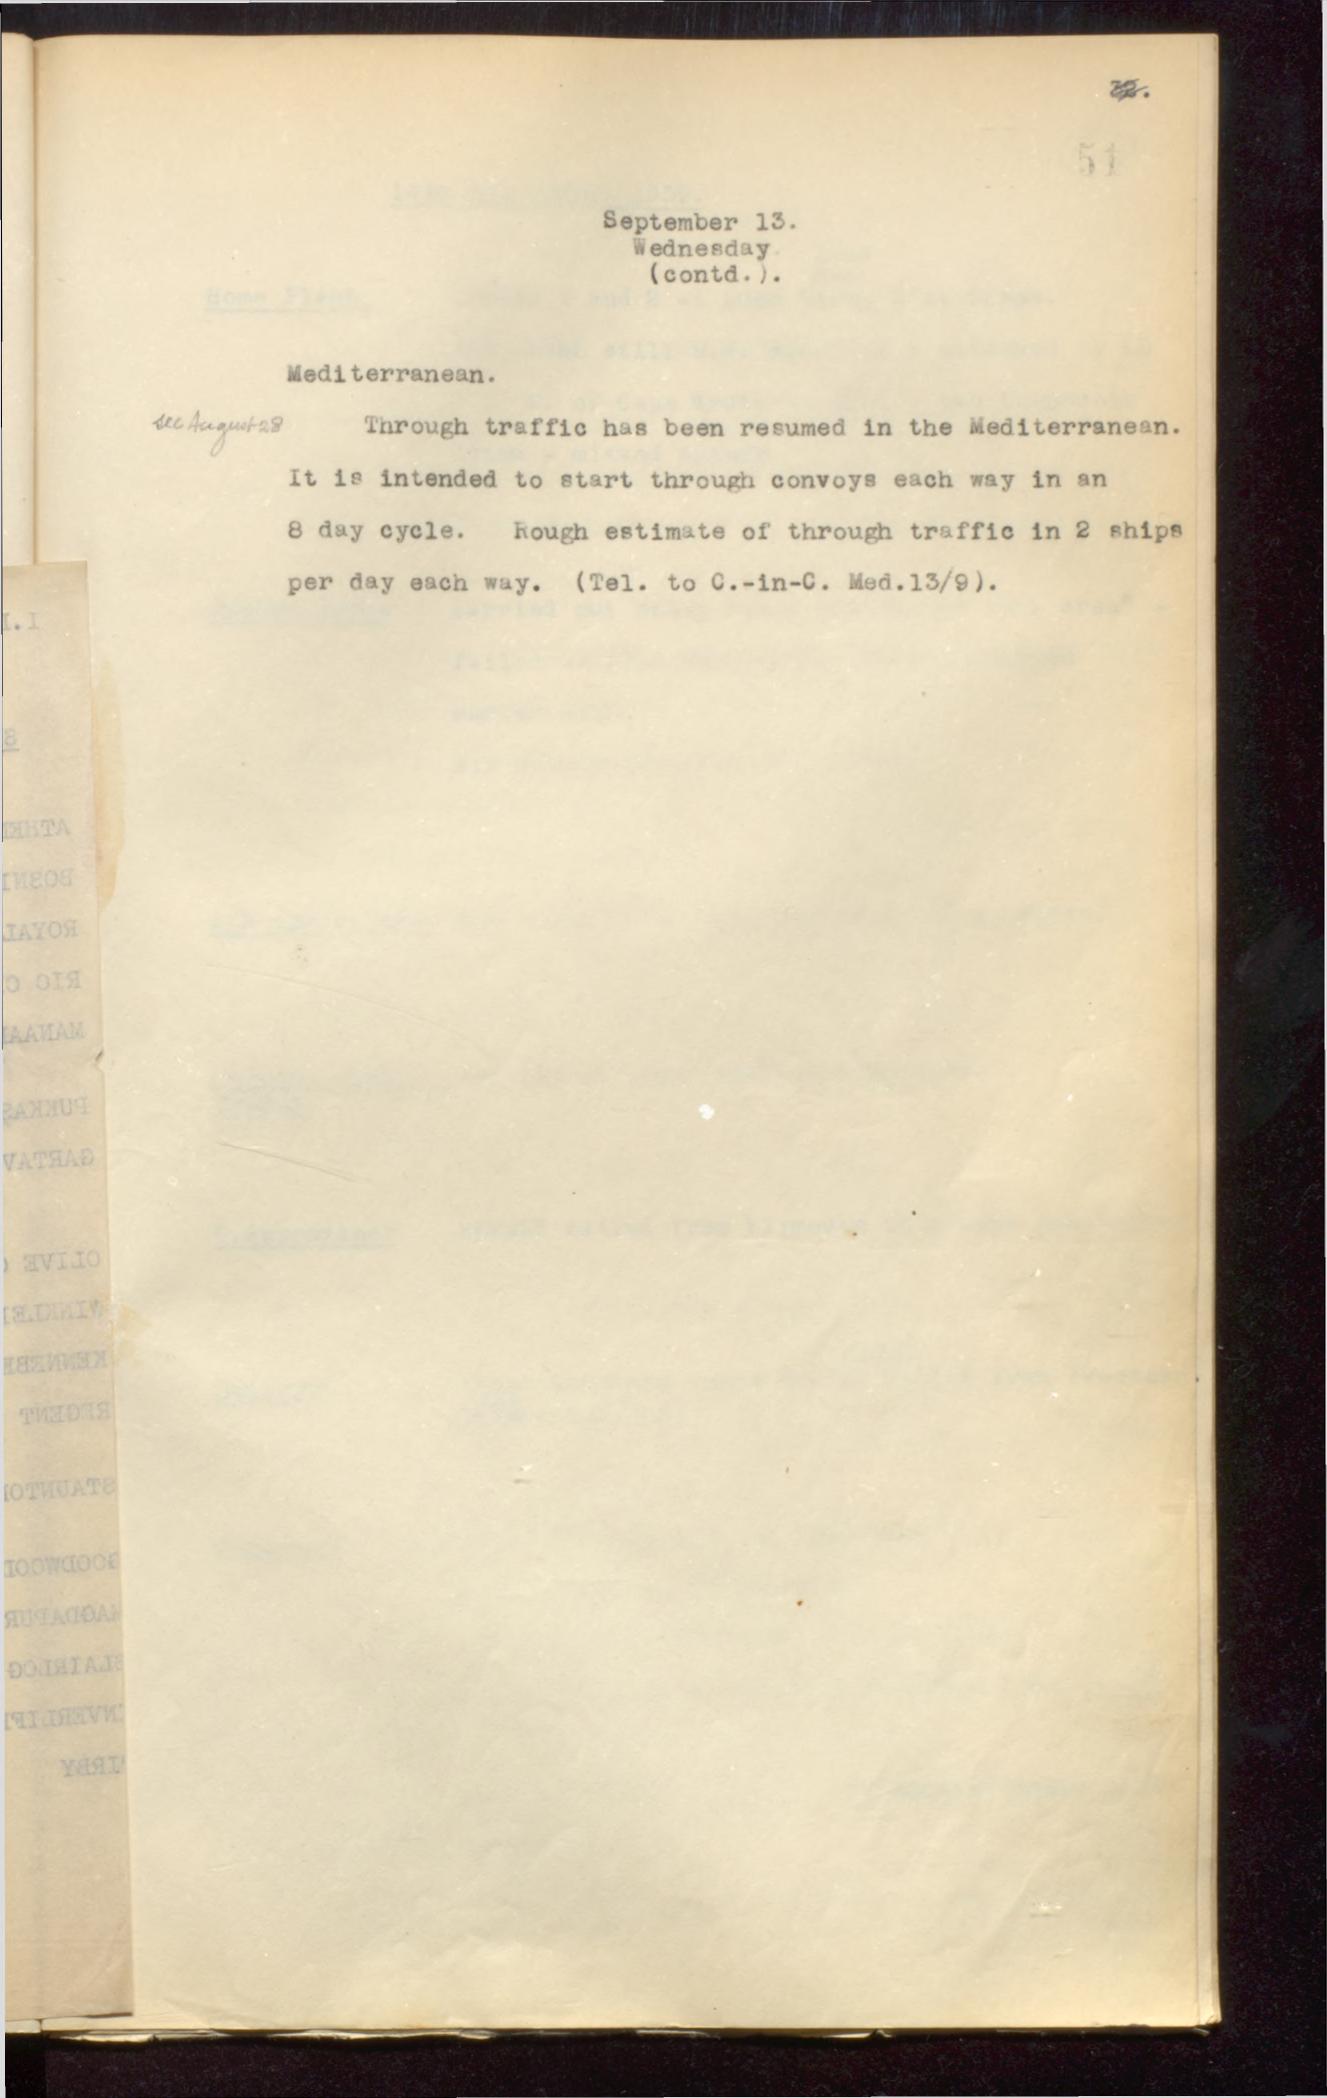 51
September 13.
Wednesday
(contd.).
Mediterranean.
see August 28
Through traffic has been resumed in the Mediterranean.
It is intended to start through convoys each way in an
8 day cycle. Rough estimate of through traffic in 2 ships
per day each way. (Tel. to C.-in-C. Med.13/9).